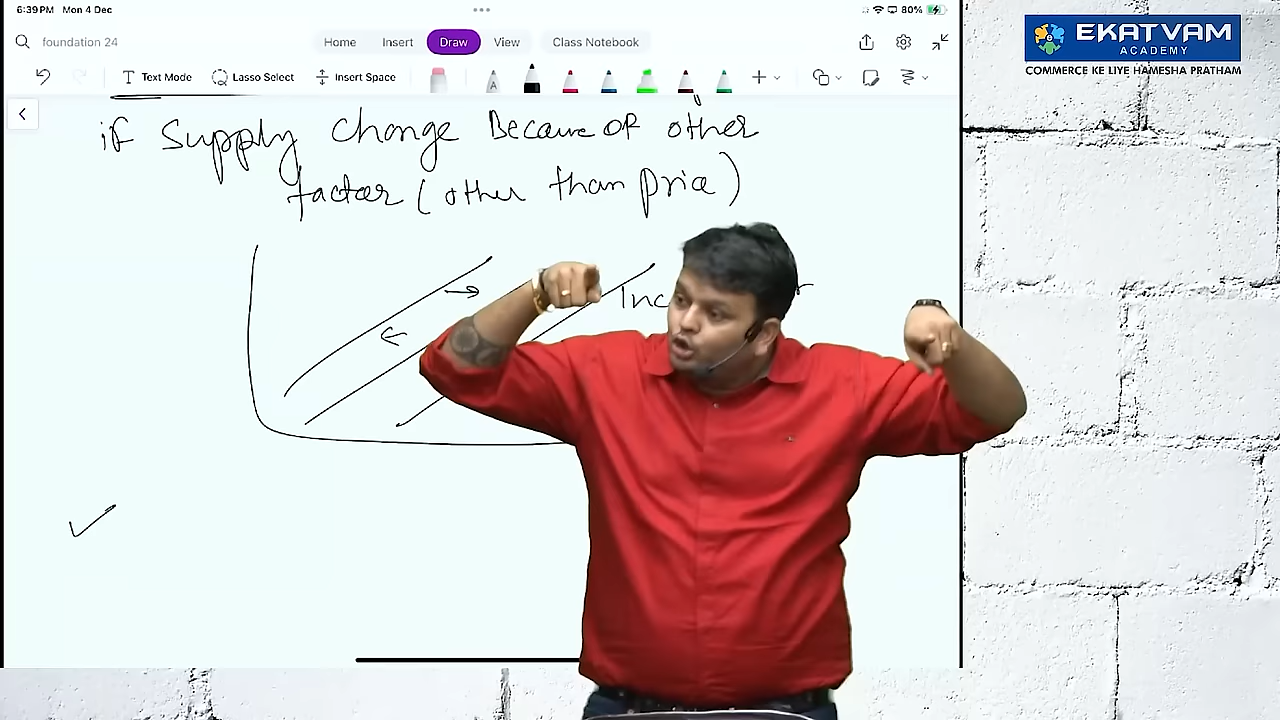 6:39 PM Mon 4 Dec
80%
foundation 24
Home Insert Draw View Class Notebook
Text Mode Lasso Select Insert Space
if Supply change Because OF other
factor (other than price)
EKATVAM
ACADEMY
COMMERCE KE LIYE HAMESHA PRATHAM